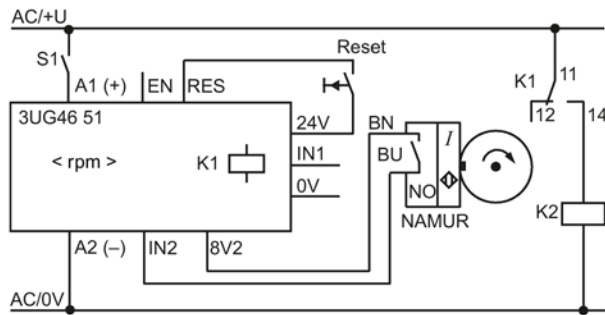 AC/+U
Reset
S1
A1 (+)
EN
RES
K1
11
12
14
3UG46 51
24V
BN
I
< rpm >
K1
IN1
BU
0V
NO
K2
NAMUR
A2 (–)
IN2
8V2
AC/0V